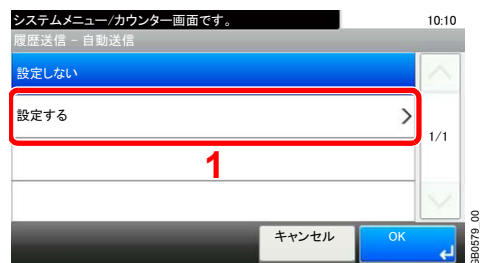 システムメニュー/カウンター画面です。 10:10
履歴送信 - 自動送信
設定しない
設定する
1/1
1
キャンセル OK
GB0579_00